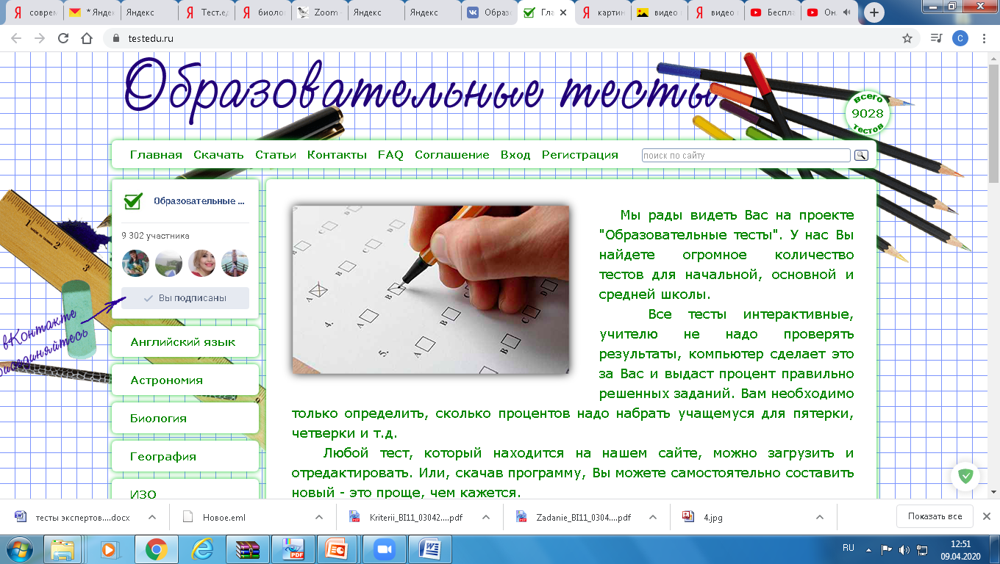 соврем
* Яндекс
Яндекс
Тест.ед
биолог
Zoom
Яндекс
Яндекс
Образо
Гла
картин
видео
видео
Беспла
Он
testedu.ru
С
Образовательные тесты
всего
9028
тестов
Главная Скачать Статьи Контакты FAQ Соглашение Вход Регистрация
поиск по сайту
Образовательные ...
9 302 участника
Вы подписаны
вКонтакте
Английский язык
Астрономия
Биология
География
ИЗО
Мы рады видеть Вас на проекте
"Образовательные тесты". У нас Вы
найдете огромное количество
тестов для начальной, основной и
средней школы.
Все тесты интерактивные,
учителю не надо проверять
результаты, компьютер сделает это
за Вас и выдаст процент правильно
решенных заданий. Вам необходимо
только определить, сколько процентов надо набрать учащемуся для пятерки,
четверки и т.д.
Любой тест, который находится на нашем сайте, можно загрузить и
отредактировать. Или, скачав программу, Вы можете самостоятельно составить
новый - это проще, чем кажется.
тесты экспертов....docx
Новое.eml
Kriterii_BI11_03042....pdf
Zadanie_BI11_0304....pdf
4.jpg
Показать все
RU
12:51
09.04.2020